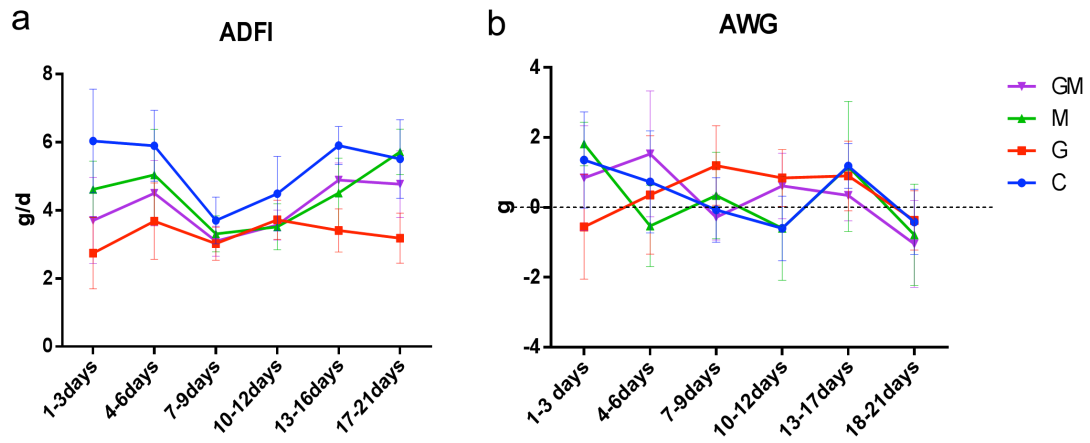 a
ADFI
g/d
8
6
4
2
0
1-3days
4-6days
7-9days
10-12days
13-16days
17-21days
b
AWG
g
4
2
0
-2
-4
1-3 days
4-6days
7-9days
10-12days
13-17days
18-21days
GM
M
G
C